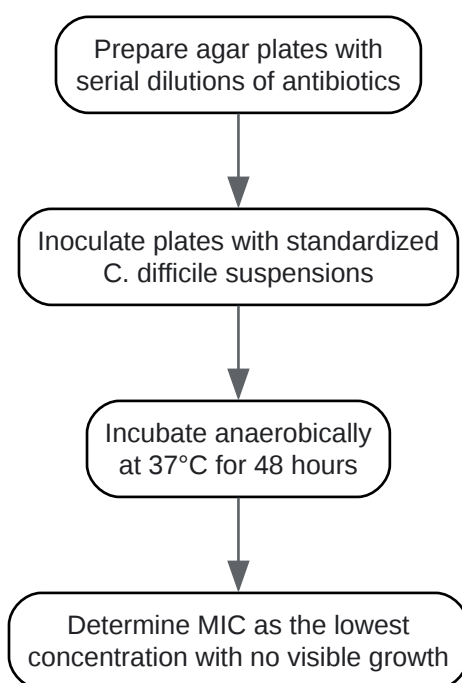 Prepare agar plates with
serial dilutions of antibiotics
Inoculate plates with standardized
C. difficile suspensions
Incubate anaerobically
at 37°C for 48 hours
Determine MIC as the lowest
concentration with no visible growth